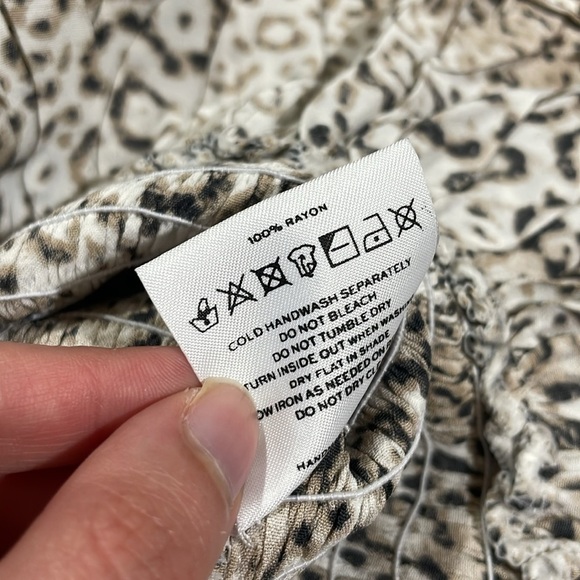 100% RAYON
COLD HANDWASH SEPARATELY
DO NOT BLEACH
DO NOT TUMBLE DRY
TURN INSIDE OUT WHEN
DRY FLAT IN SHADE
IRON AS NEEDED ON
DO NOT DRY